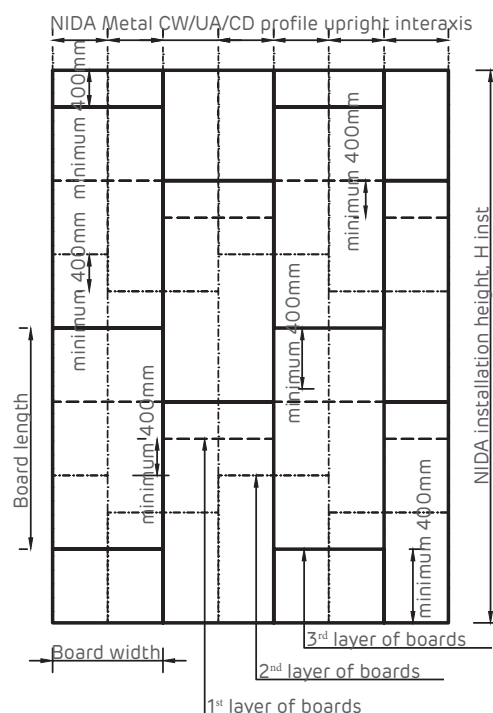 NIDA Metal CW/UA/CD profile upright interaxis
minimum 400mm
minimum 400mm
minimum 400mm
minimum 400mm
minimum 400mm
minimum 400mm
NIDA installation height, H inst
Board length
Board width
3rd layer of boards
2nd layer of boards
1st layer of boards